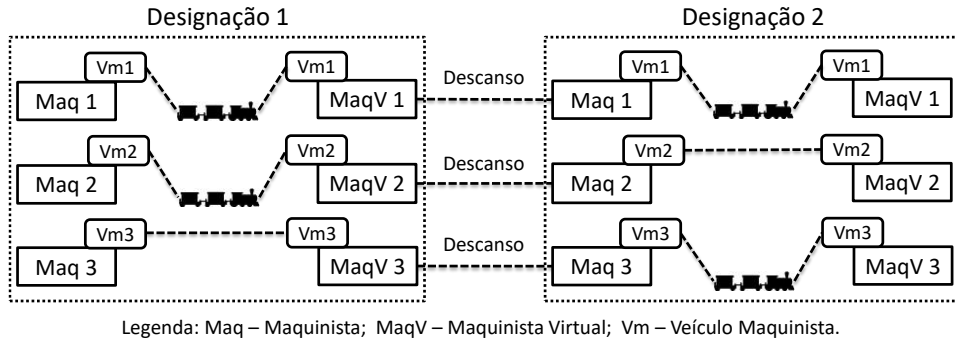 Designação 1 Designação 2
Vm1 Vm1 Descanso Vm1 Vm1
Maq 1 MaqV 1 Maq 1 MaqV 1
Vm2 Vm2 Descanso Vm2 Vm2
Maq 2 MaqV 2 Maq 2 MaqV 2
Vm3 Vm3 Descanso Vm3 Vm3
Maq 3 MaqV 3 Maq 3 MaqV 3
Legenda: Maq – Maquinista; MaqV – Maquinista Virtual; Vm – Veículo Maquinista.